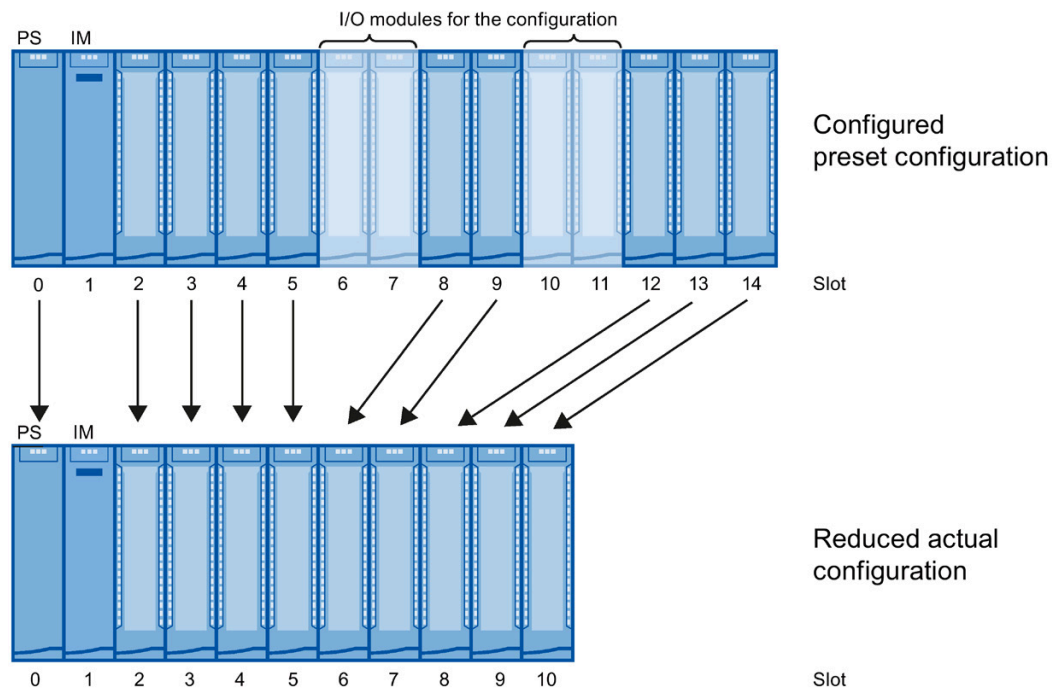 I/O modules for the configuration
PS IM
Configured
preset configuration
0 1 2 3 4 5 6 7 8 9 10 11 12 13 14 Slot
PS IM
Reduced actual
configuration
0 1 2 3 4 5 6 7 8 9 10 Slot